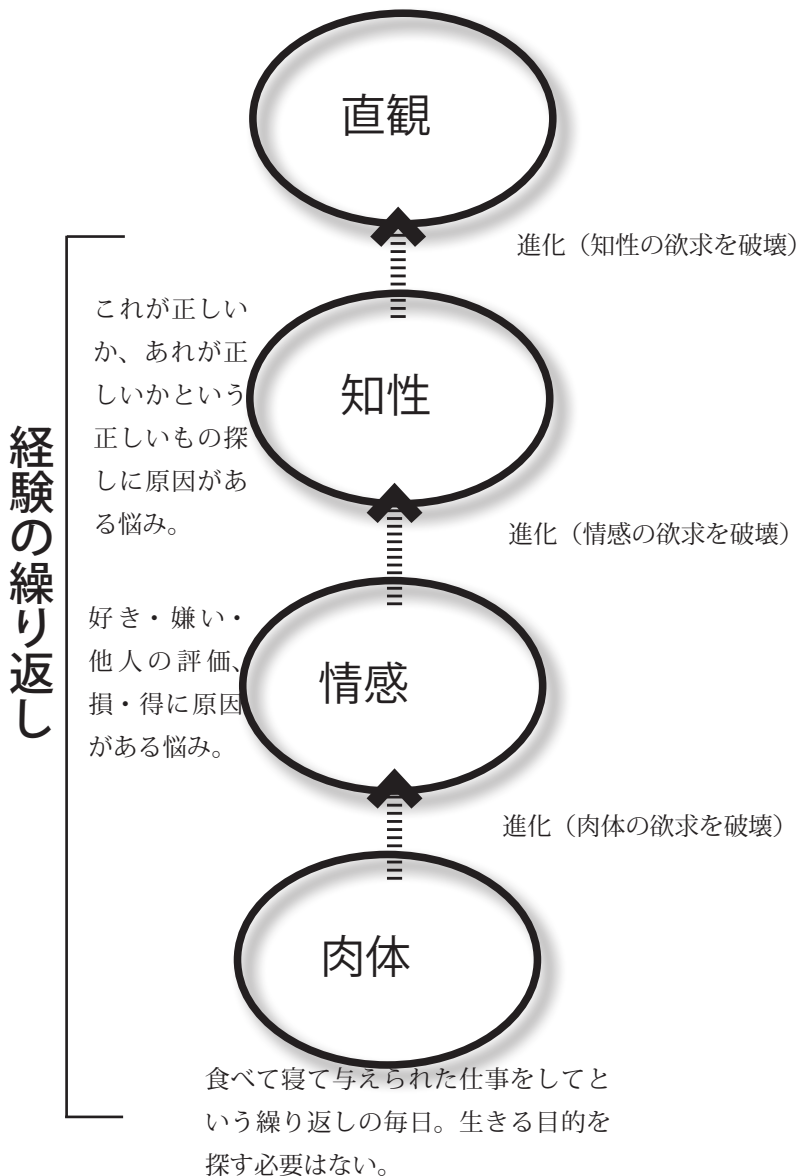 直観
進化（知性の欲求を破壊）
これが正しい
か、あれが正
しいかという
正しいもの探
しに原因があ
る悩み。
知性
進化（情感の欲求を破壊）
経験の繰り返し
好き・嫌い・
他人の評価、
損・得に原因
がある悩み。
情感
進化（肉体の欲求を破壊）
肉体
食べて寝て与えられた仕事をしてと
いう繰り返しの毎日。生きる目的を
探す必要はない。